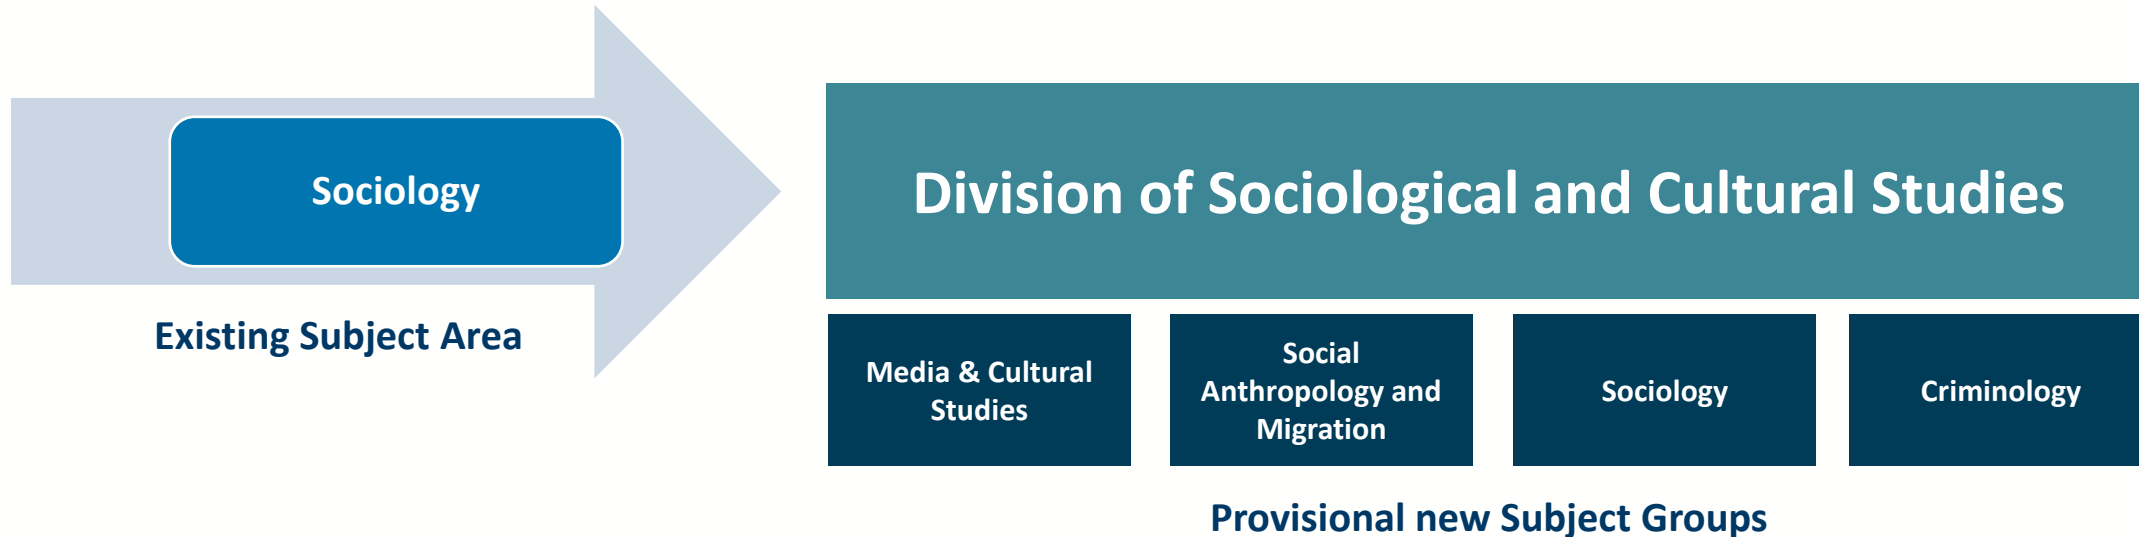 Sociology
Existing Subject Area
Division of Sociological and Cultural Studies
Media & Cultural
Studies
Social
Anthropology and
Migration
Sociology
Criminology
Provisional new Subject Groups